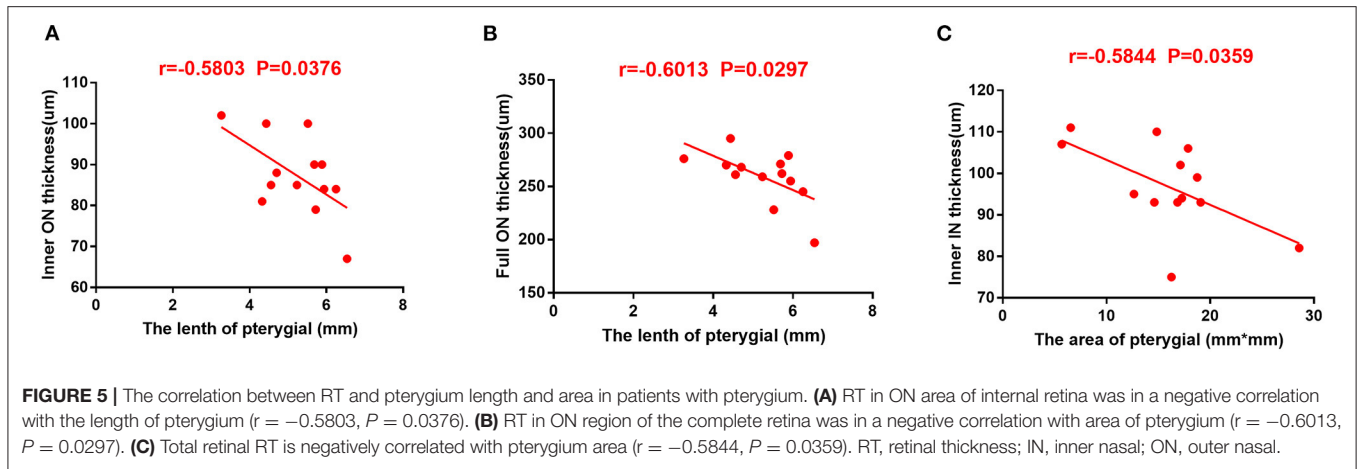 A
r=-0.5803 P=0.0376
Inner ON thickness(um)
110
100
90
80
70
60
0
2
4
6
8
The lenth of pterygial (mm)
B
r=-0.6013 P=0.0297
Full ON thickness(um)
350
300
250
200
150
0
2
4
6
8
The lenth of pterygial (mm)
C
r=-0.5844 P=0.0359
Inner IN thickness(um)
120
110
100
90
80
70
0
10
20
30
The area of pterygial (mm*mm)
FIGURE 5 | The correlation between RT and pterygium length and area in patients with pterygium. (A) RT in ON area of internal retina was in a negative correlation
with the length of pterygium (r = −0.5803, P = 0.0376). (B) RT in ON region of the complete retina was in a negative correlation with area of pterygium (r = −0.6013,
P = 0.0297). (C) Total retinal RT is negatively correlated with pterygium area (r = −0.5844, P = 0.0359). RT, retinal thickness; IN, inner nasal; ON, outer nasal.